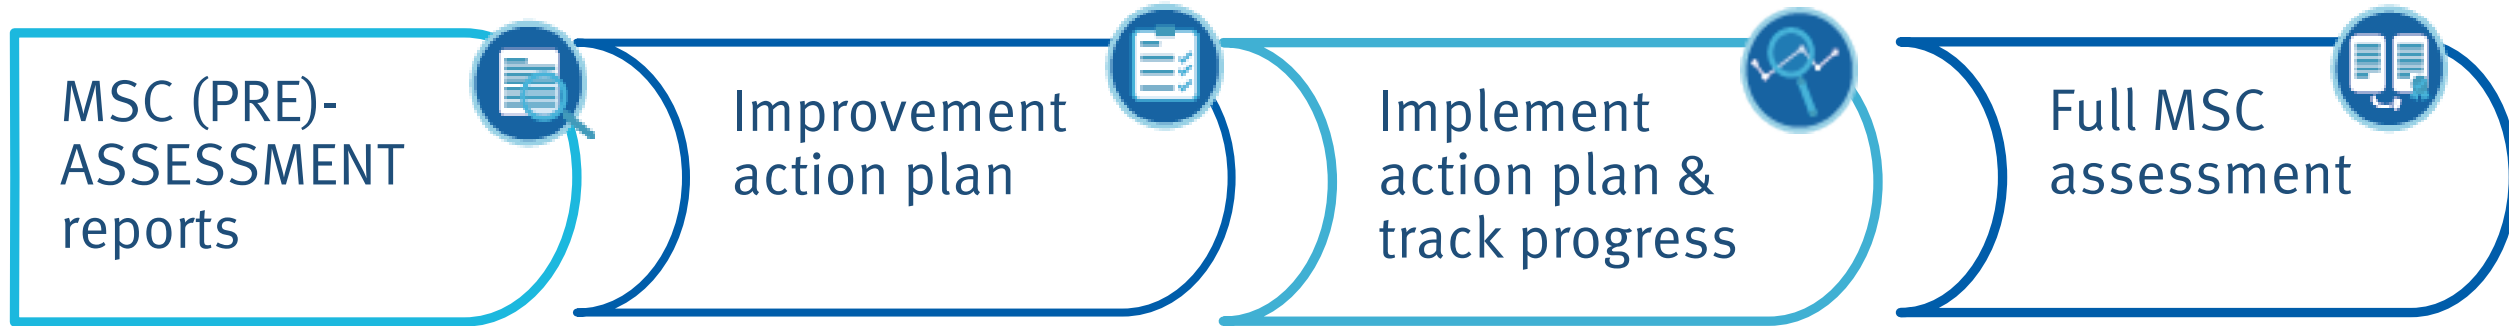 MSC (PRE-
ASSESSMENT
reports
Improvement
action plan
Implement
action plan &
track progress
Full MSC
assessment